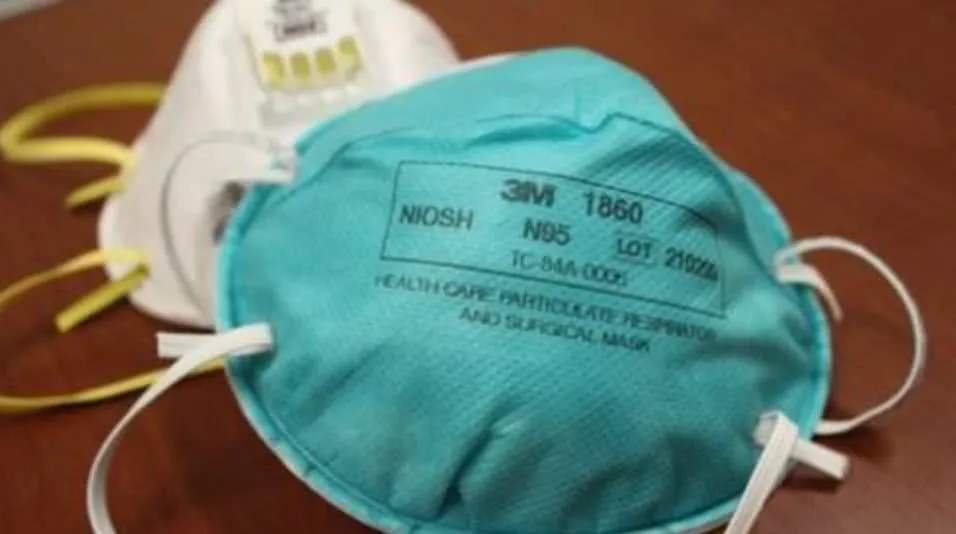 3M 1860
NIOSH N95 LOT
TC-84A-0006
HEALTH CARE PARTICULATE RESPIRATOR
AND SURGICAL MASK